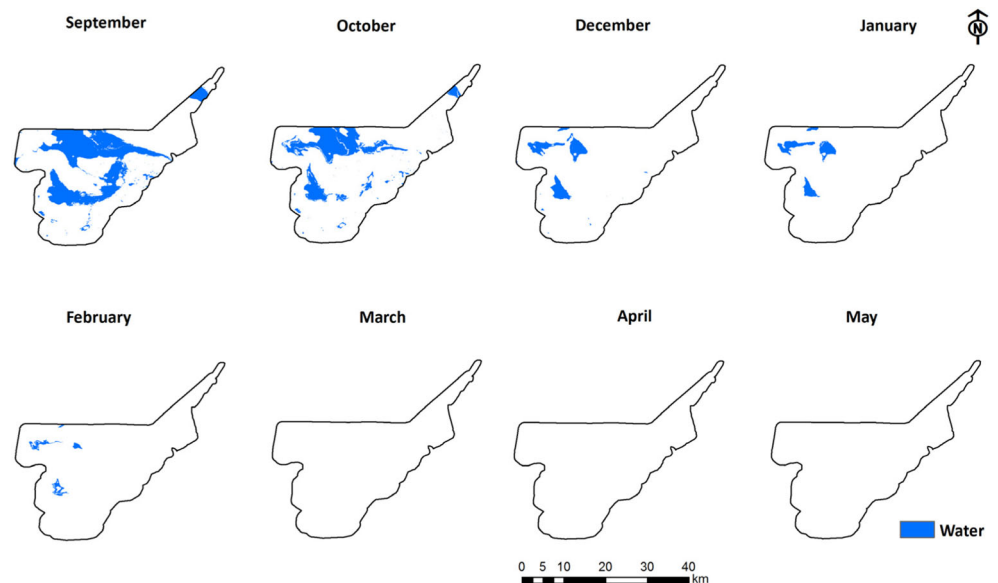 September
October
December
January
N
February
March
April
May
Water
0 5 10 20 30 40
km